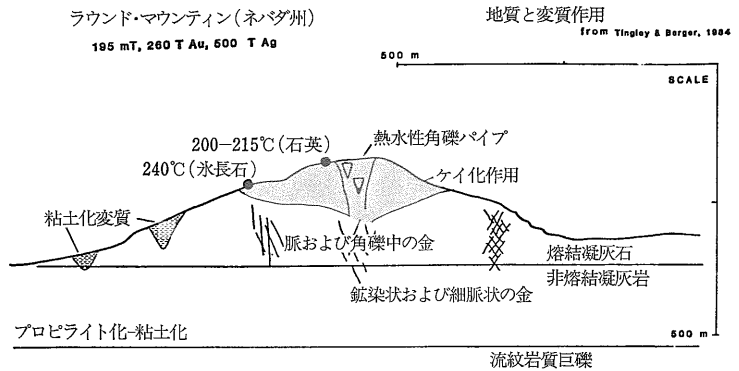 ラウンド・マウンティン(ネバダ州)
195 mT, 260 T Au, 500 T Ag
地質と変質作用
from Tingley & Berger, 1984
500 m
SCALE
200-215℃(石英)
熱水性角礫パイプ
240℃(氷長石)
ケイ化作用
粘土化変質
脈および角礫中の金
熔結凝灰石
非熔結凝灰岩
鉱染状および細脈状の金
プロピライト化-粘土化
500 m
流紋岩質巨礫